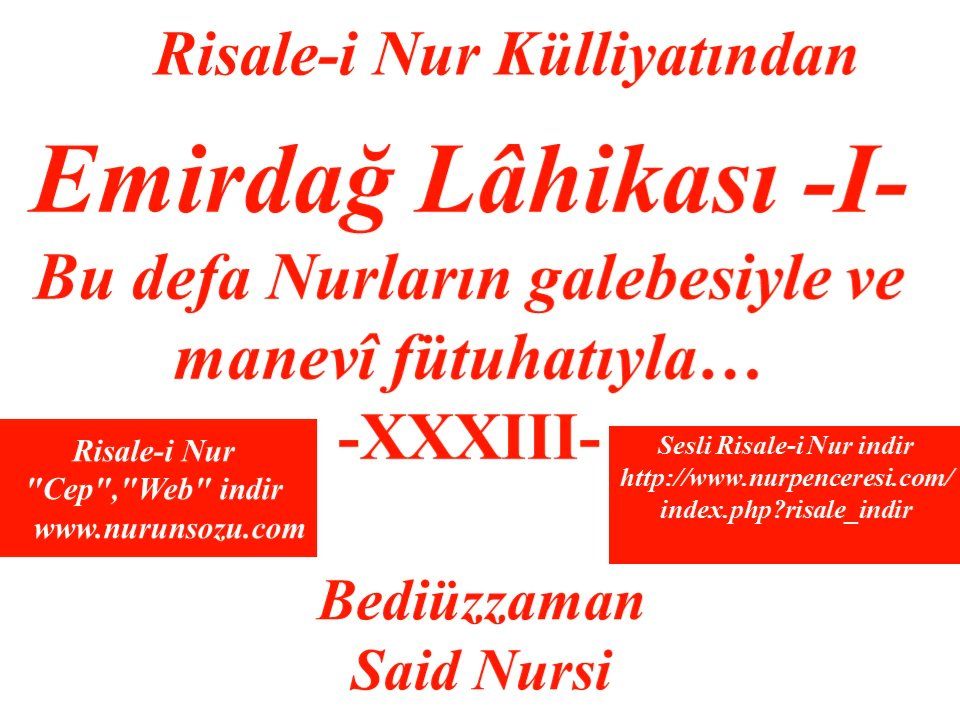 Risale-i Nur Külliyatından
Emirdağ Lâhikası -I-
Bu defa Nurların galebesiyle ve
manevî fütuhatıyla…
-XXXIII-
Risale-i Nur
"Cep","Web" indir
www.nurunsozu.com
Sesli Risale-i Nur indir
http://www.nurpenceresi.com/
index.php?risale_indir
Bediüzzaman
Said Nursi